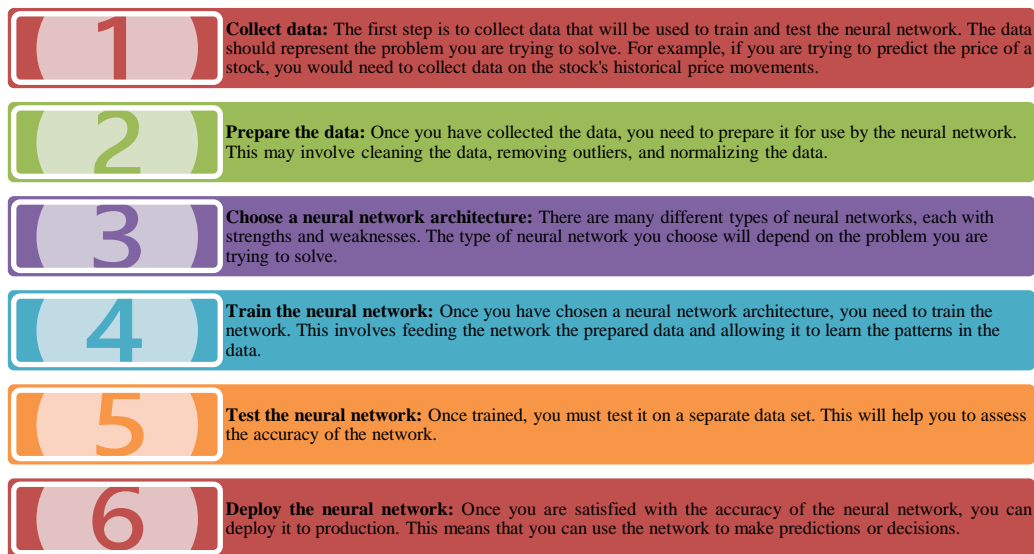 1
Collect data: The first step is to collect data that will be used to train and test the neural network. The data
should represent the problem you are trying to solve. For example, if you are trying to predict the price of a
stock, you would need to collect data on the stock's historical price movements.
2
Prepare the data: Once you have collected the data, you need to prepare it for use by the neural network.
This may involve cleaning the data, removing outliers, and normalizing the data.
3
Choose a neural network architecture: There are many different types of neural networks, each with
strengths and weaknesses. The type of neural network you choose will depend on the problem you are
trying to solve.
4
Train the neural network: Once you have chosen a neural network architecture, you need to train the
network. This involves feeding the network the prepared data and allowing it to learn the patterns in the
data.
5
Test the neural network: Once trained, you must test it on a separate data set. This will help you to assess
the accuracy of the network.
6
Deploy the neural network: Once you are satisfied with the accuracy of the neural network, you can
deploy it to production. This means that you can use the network to make predictions or decisions.